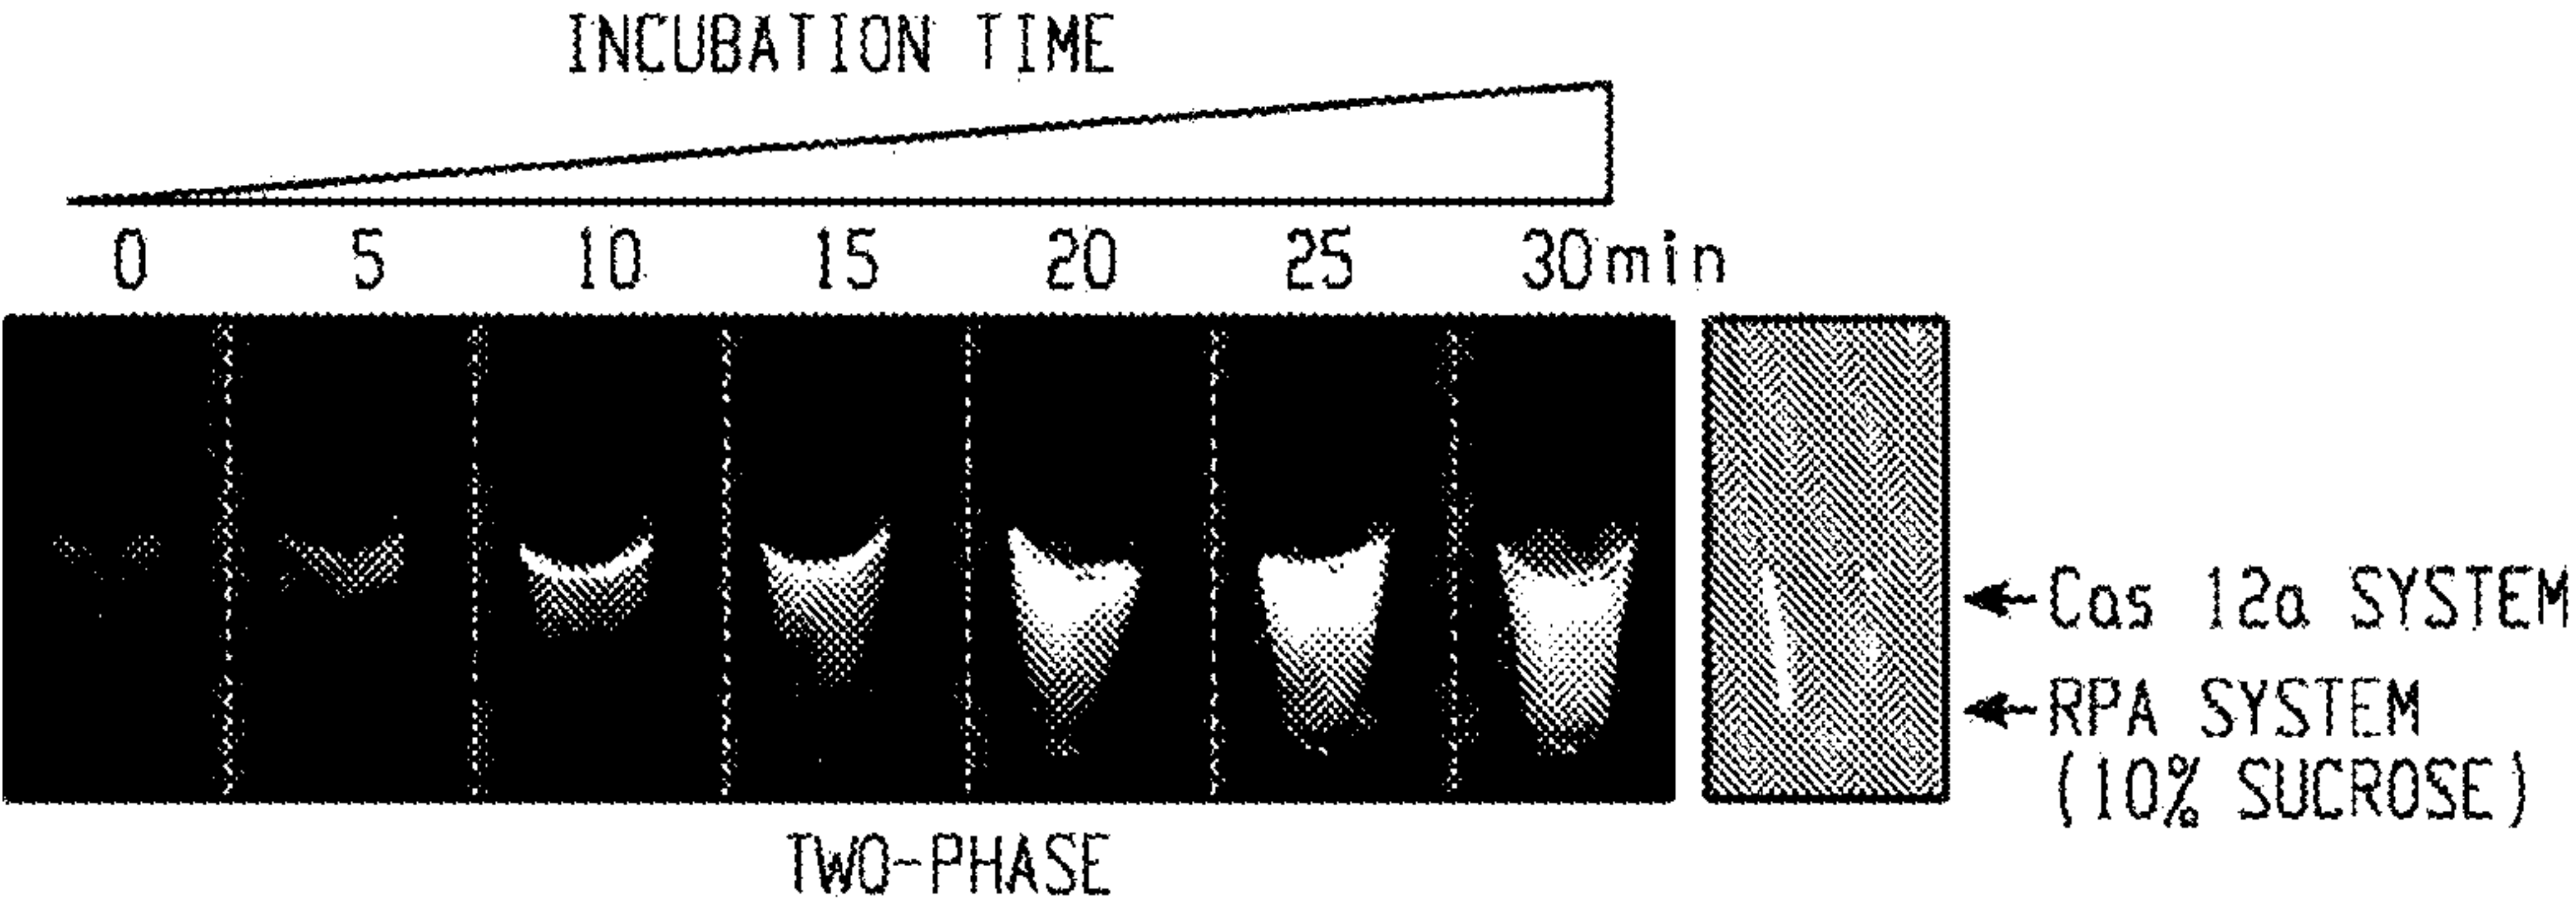 INCUBATION TIME
0 5 10 15 20 25 30min
Cas 12a SYSTEM
RPA SYSTEM
(10% SUCROSE)
TWO-PHASE